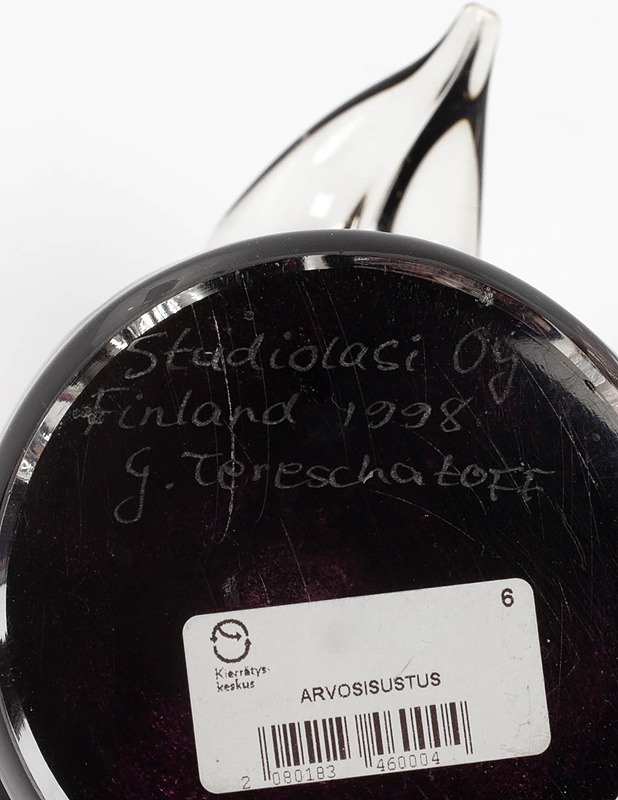 Studiolasi Oy
Finland 1998
G. Tereschatoff
6
Kierrätys-
keskus
ARVOSISUSTUS
2 080183 460004